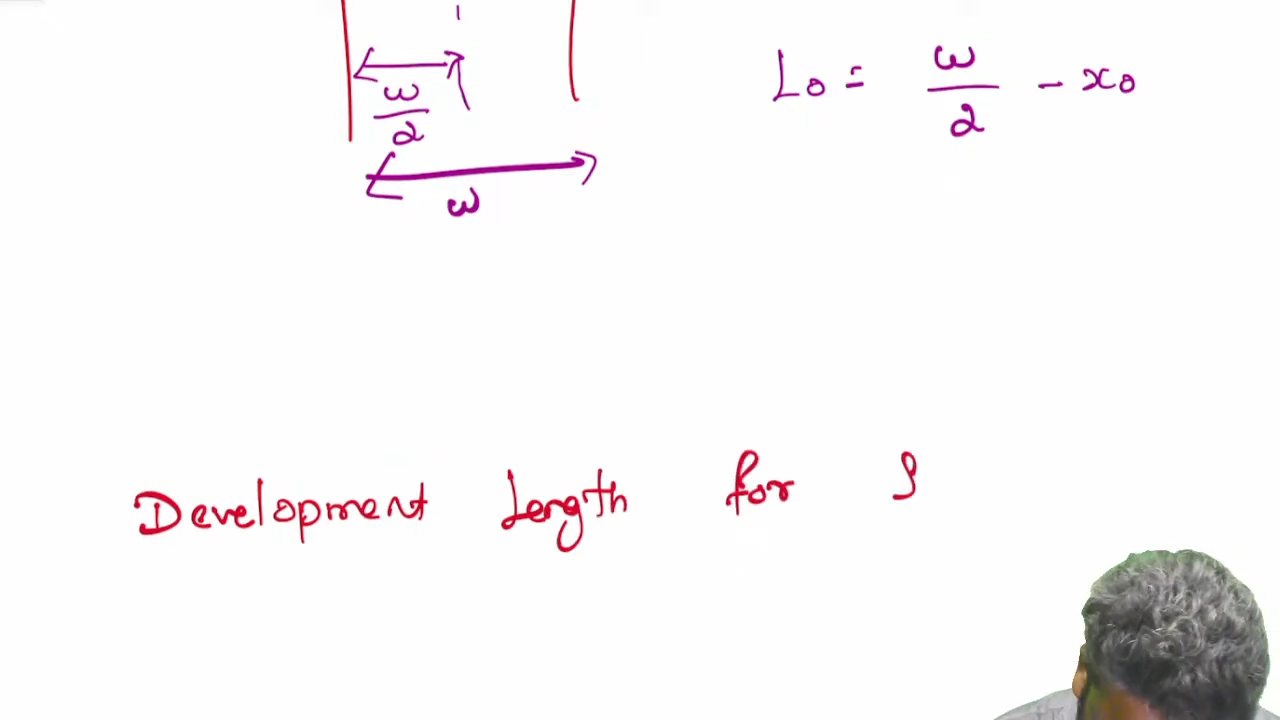 ω/2
L0 = ω/2 - x0
ω
Development Length for S